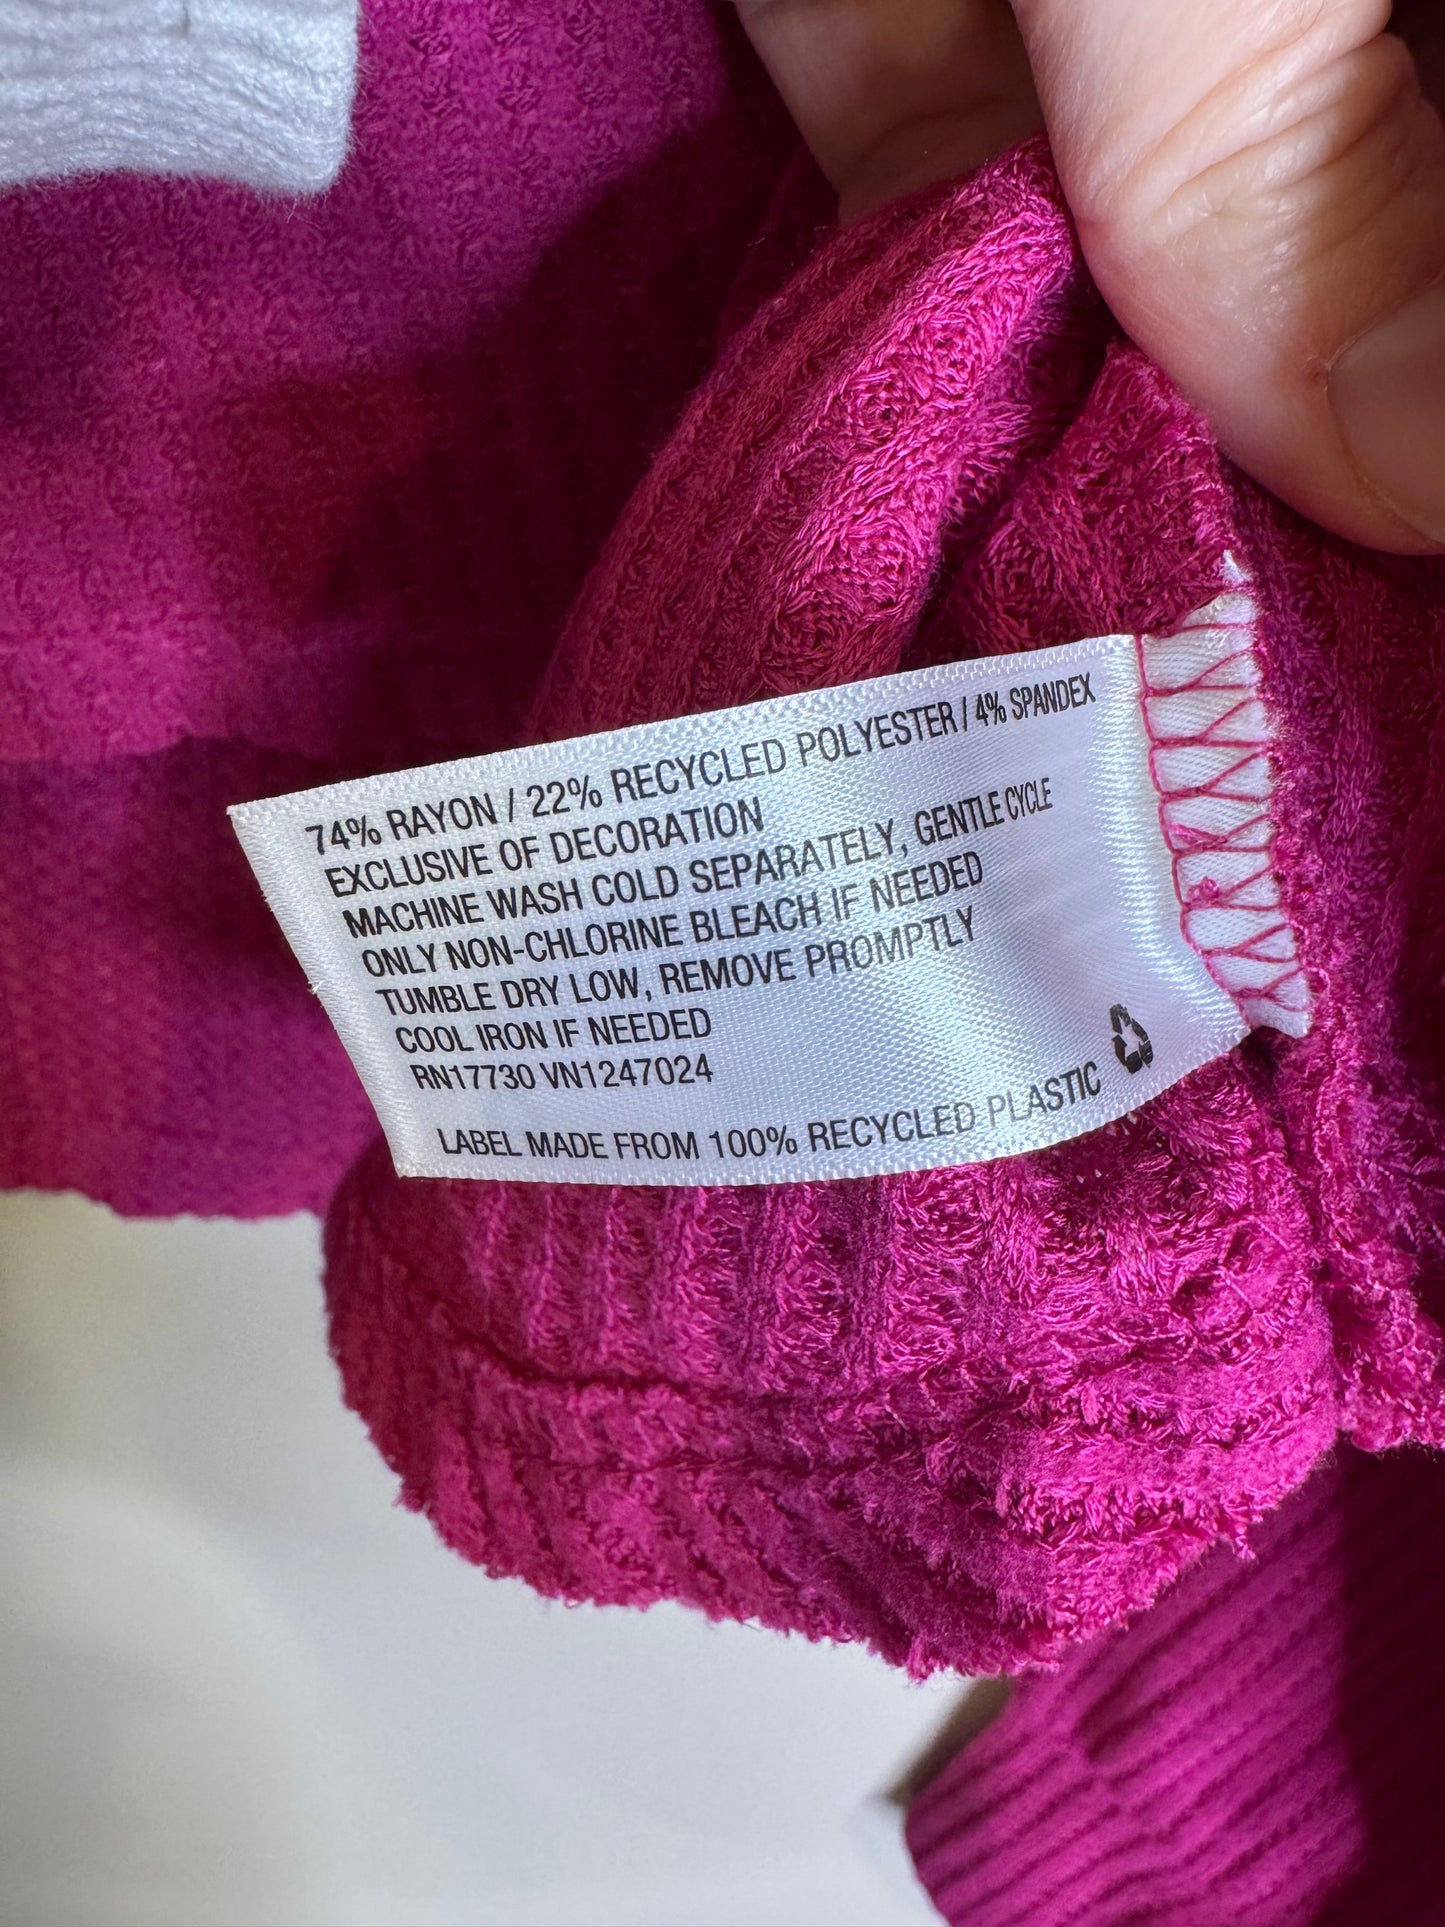 74% RAYON / 22% RECYCLED POLYESTER / 4% SPANDEX
EXCLUSIVE OF DECORATION
MACHINE WASH COLD SEPARATELY, GENTLE CYCLE
ONLY NON-CHLORINE BLEACH IF NEEDED
TUMBLE DRY LOW, REMOVE PROMPTLY
COOL IRON IF NEEDED
RN17730 VN1247024
LABEL MADE FROM 100% RECYCLED PLASTIC